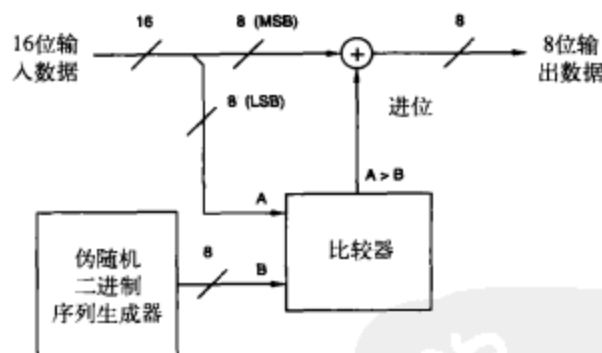 16位输
入数据
16
8 (MSB)
8
8位输
出数据
8 (LSB)
进位
A > B
A
比较器
伪随机
二进制
序列生成器
8
B